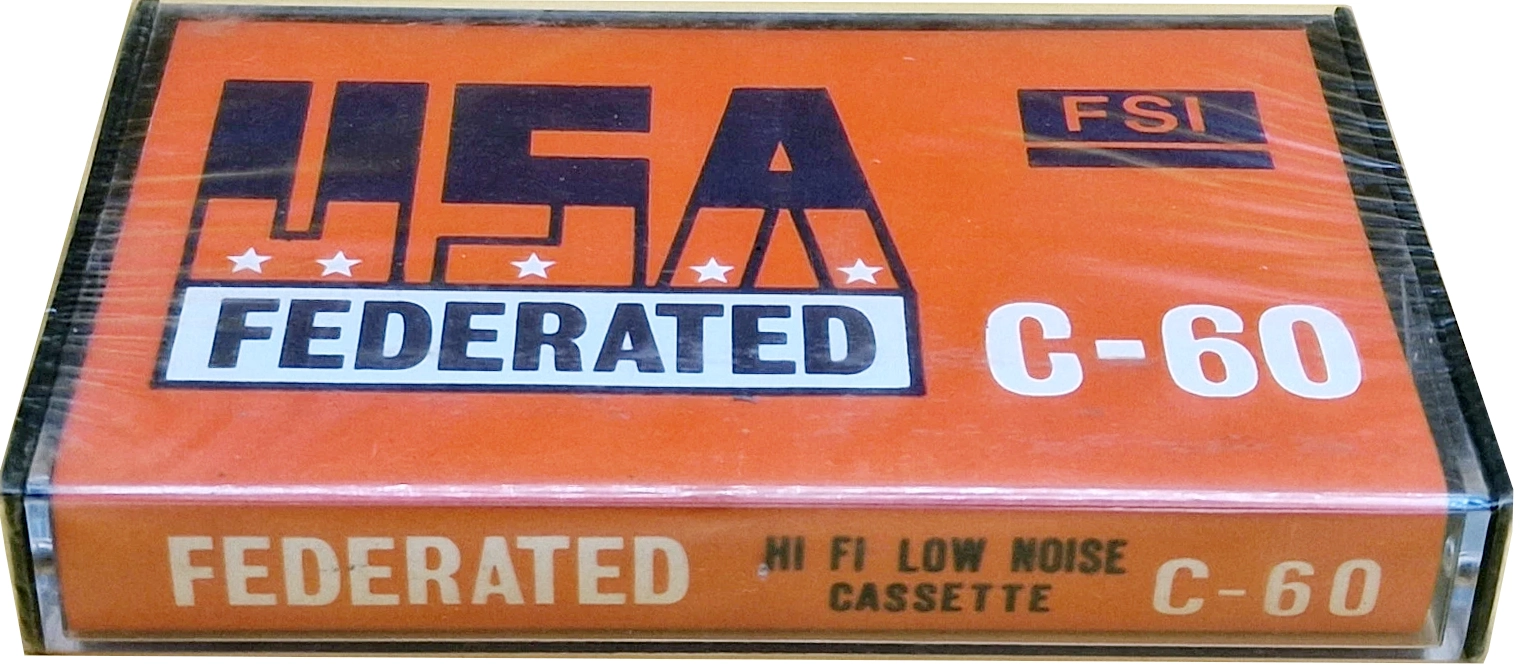 USA
FSI
FEDERATED
C-60
FEDERATED
HI FI LOW NOISE
CASSETTE
C-60